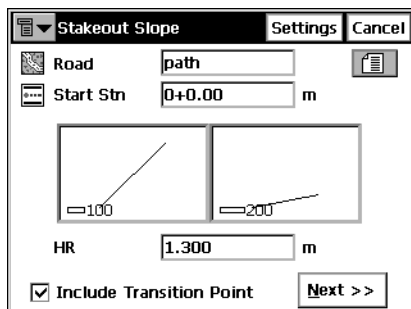 Stakeout Slope Settings Cancel
Road path
Start Stn 0+0.00 m
100 200
HR 1.300 m
Include Transition Point Next >>